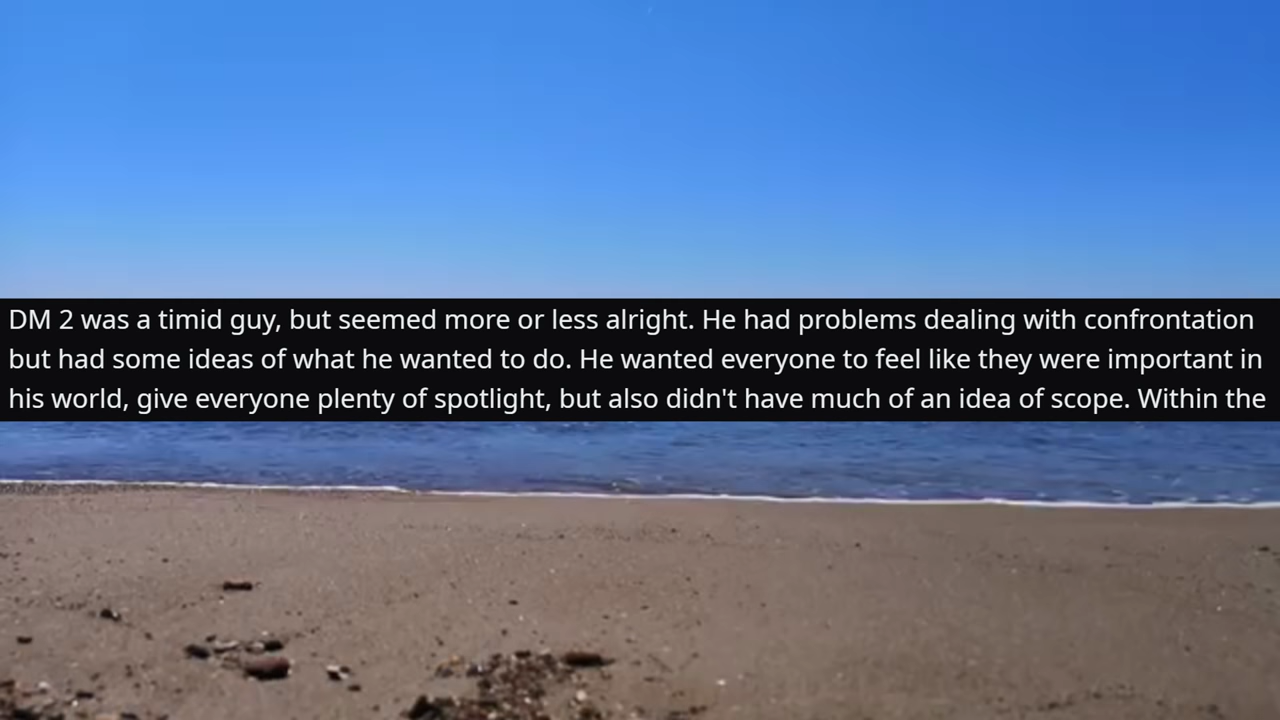 DM 2 was a timid guy, but seemed more or less alright. He had problems dealing with confrontation
but had some ideas of what he wanted to do. He wanted everyone to feel like they were important in
his world, give everyone plenty of spotlight, but also didn't have much of an idea of scope. Within the